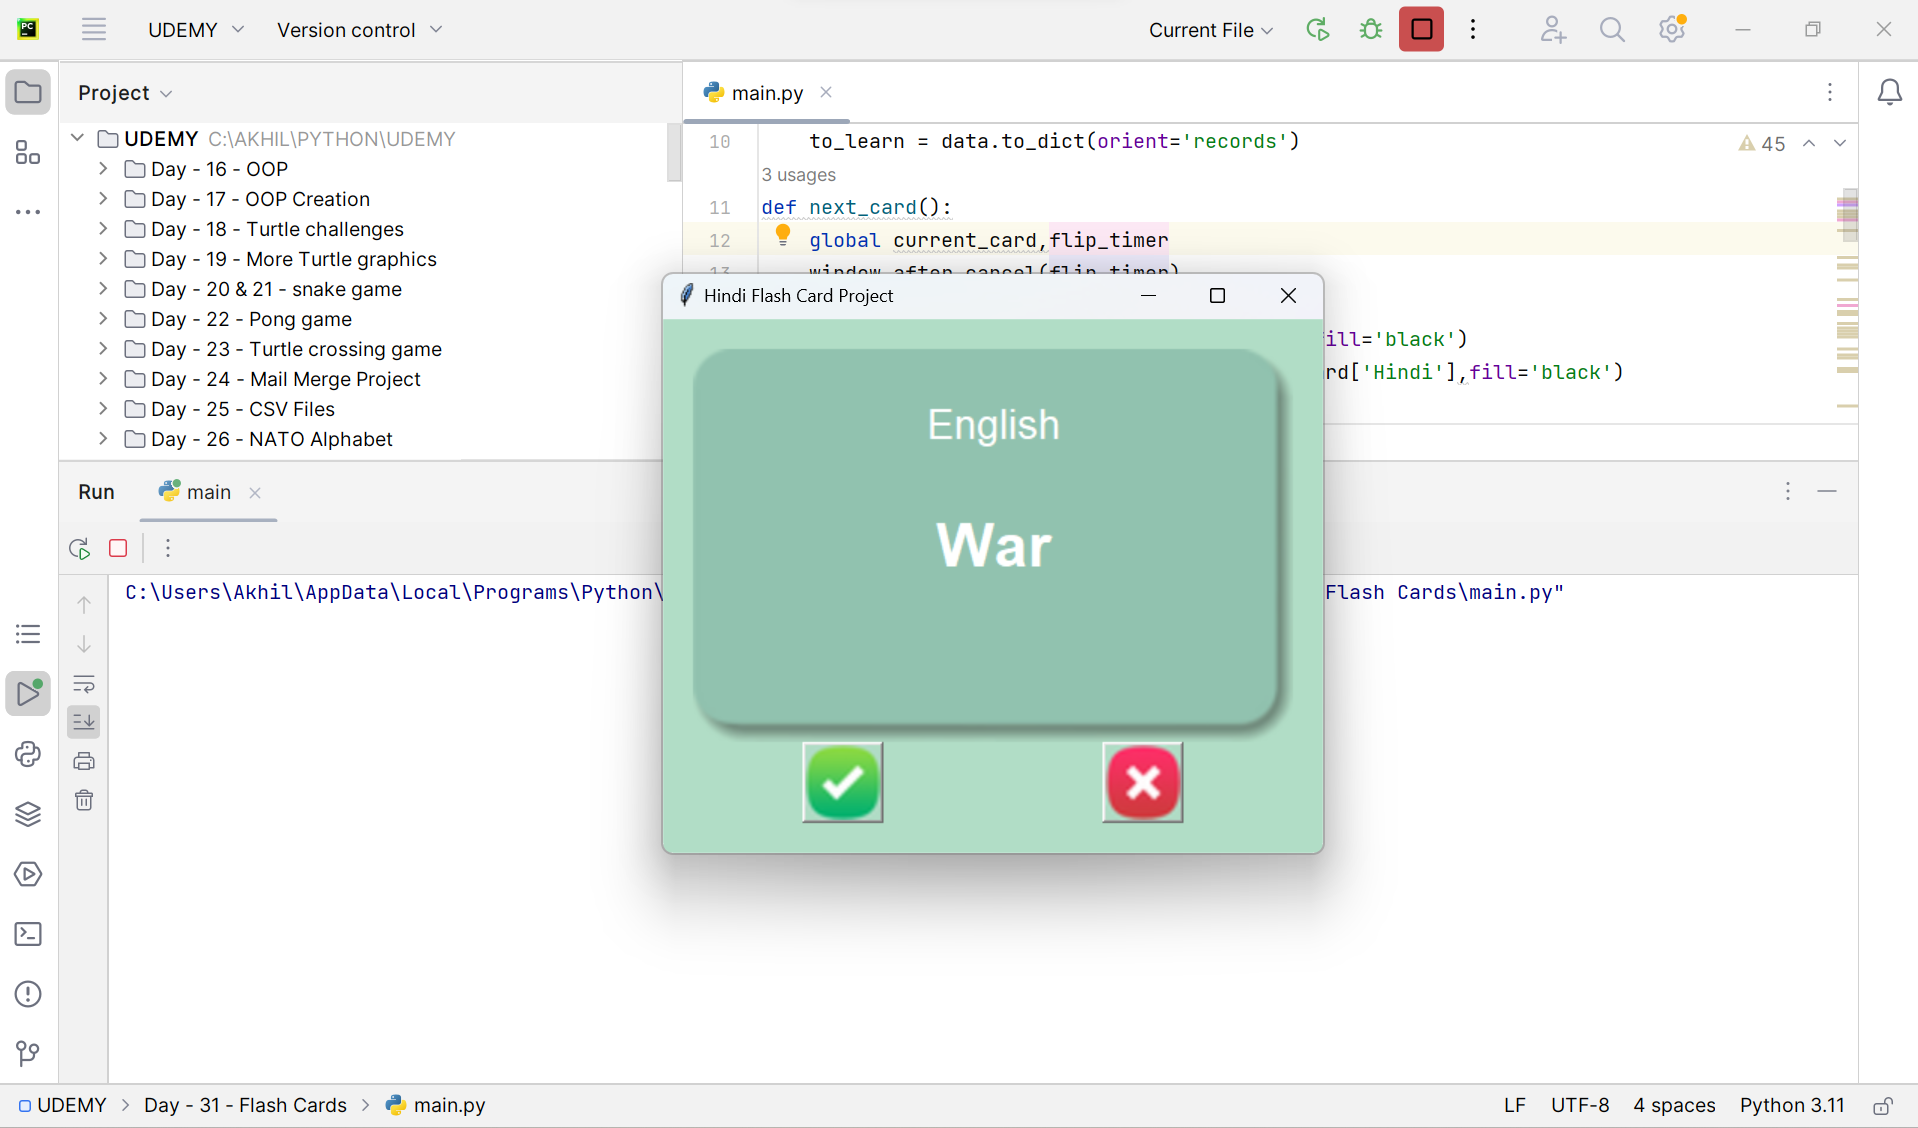 UDEMY
Version control
Current File
Project
main.py
UDEMY C:\AKHIL\PYTHON\UDEMY
Day - 16 - OOP
Day - 17 - OOP Creation
Day - 18 - Turtle challenges
Day - 19 - More Turtle graphics
Day - 20 & 21 - snake game
Day - 22 - Pong game
Day - 23 - Turtle crossing game
Day - 24 - Mail Merge Project
Day - 25 - CSV Files
Day - 26 - NATO Alphabet
10 to_learn = data.to_dict(orient='records')
45
3 usages
11 def next_card():
12 global current_card,flip_timer
13 window.after_cancel(flip_timer)
ill='black')
rd['Hindi'],fill='black')
Hindi Flash Card Project
English
War
Run
main
C:\Users\Akhil\AppData\Local\Programs\Python\
Flash Cards\main.py"
UDEMY > Day - 31 - Flash Cards > main.py
LF UTF-8 4 spaces Python 3.11